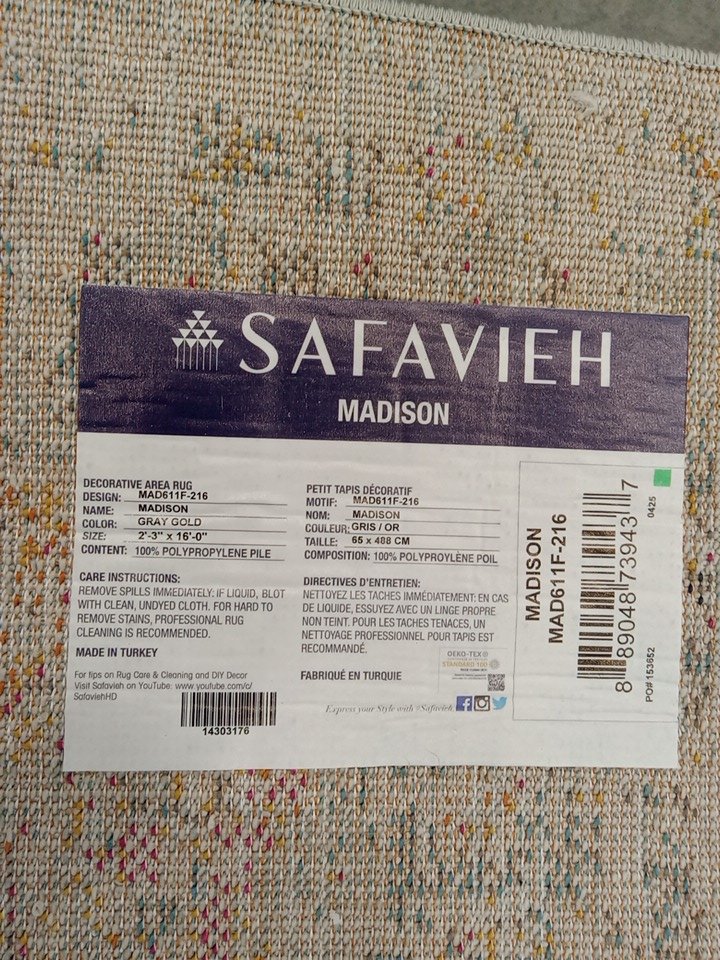 SAFAVIEH
MADISON
DECORATIVE AREA RUG
DESIGN: MAD611F-216
NAME: MADISON
COLOR: GRAY GOLD
SIZE: 2'-3" x 16'-0"
CONTENT: 100% POLYPROPYLENE PILE
CARE INSTRUCTIONS:
REMOVE SPILLS IMMEDIATELY: IF LIQUID, BLOT
WITH CLEAN, UNDYED CLOTH. FOR HARD TO
REMOVE STAINS, PROFESSIONAL RUG
CLEANING IS RECOMMENDED.
MADE IN TURKEY
For tips on Rug Care & Cleaning and DIY Decor
Visit Safavieh on YouTube: www.youtube.com/c/
SafaviehHD
14303176
PETIT TAPIS DÉCORATIF
MOTIF: MAD611F-216
NOM: MADISON
COULEUR: GRIS / OR
TAILLE: 65 x 488 CM
COMPOSITION: 100% POLYPROYLÈNE POIL
DIRECTIVES D'ENTRETIEN:
NETTOYEZ LES TACHES IMMÉDIATEMENT: EN CAS
DE LIQUIDE, ESSUYEZ AVEC UN LINGE PROPRE
NON TEINT. POUR LES TACHES TENACES, UN
NETTOYAGE PROFESSIONNEL POUR TAPIS EST
RECOMMANDÉ.
FABRIQUÉ EN TURQUIE
OEKO-TEX®
STANDARD 100
Express your Style with #Safavieh
MADISON
MAD611F-216
8 89048 73943 7
0425
PO# 153652